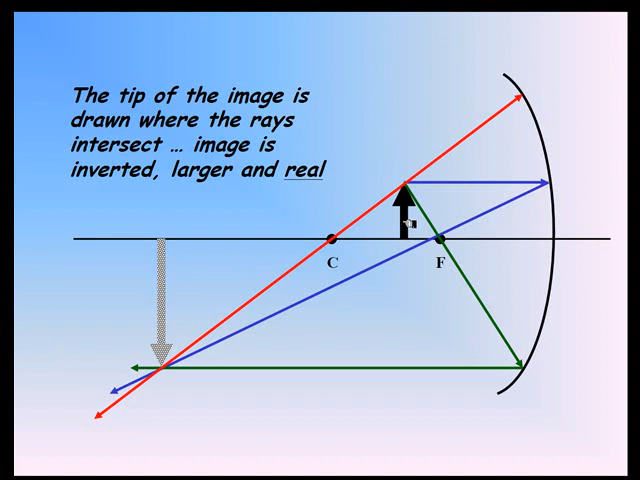 The tip of the image is
drawn where the rays
intersect … image is
inverted, larger and real
C
F